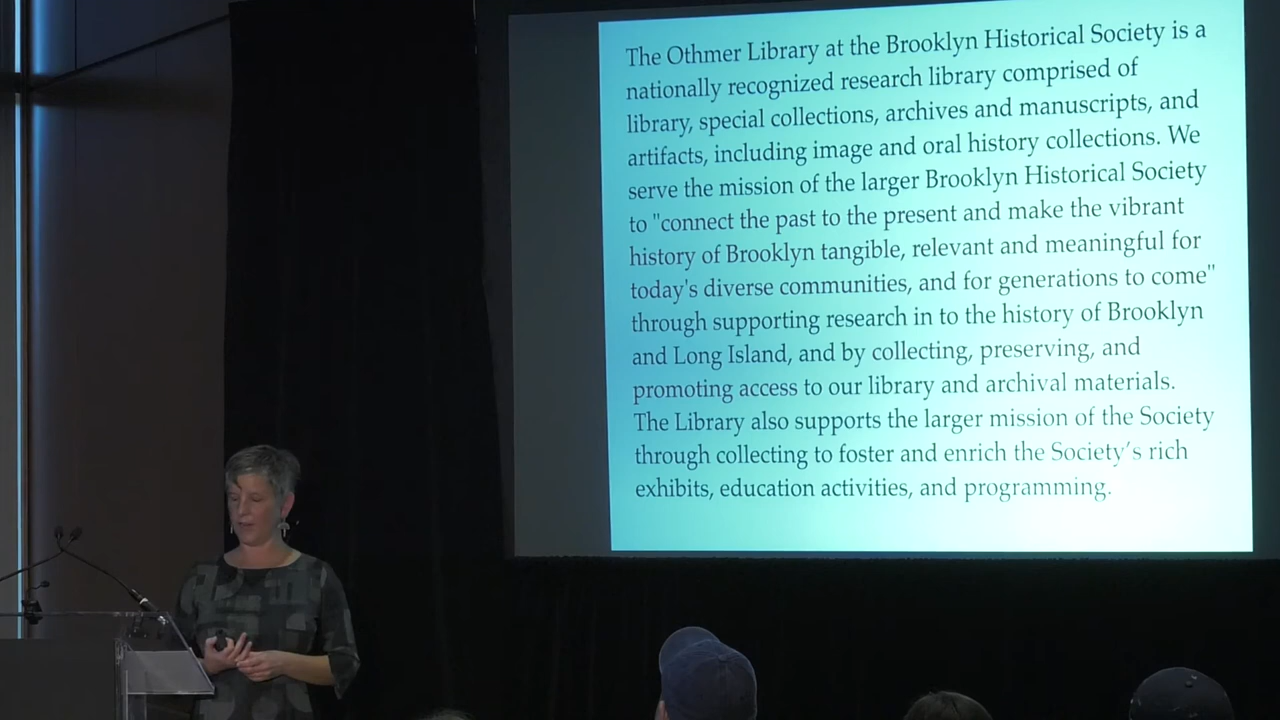 The Othmer Library at the Brooklyn Historical Society is a
nationally recognized research library comprised of
library, special collections, archives and manuscripts, and
artifacts, including image and oral history collections. We
serve the mission of the larger Brooklyn Historical Society
to "connect the past to the present and make the vibrant
history of Brooklyn tangible, relevant and meaningful for
today's diverse communities, and for generations to come"
through supporting research in to the history of Brooklyn
and Long Island, and by collecting, preserving, and
promoting access to our library and archival materials.
The Library also supports the larger mission of the Society
through collecting to foster and enrich the Society’s rich
exhibits, education activities, and programming.